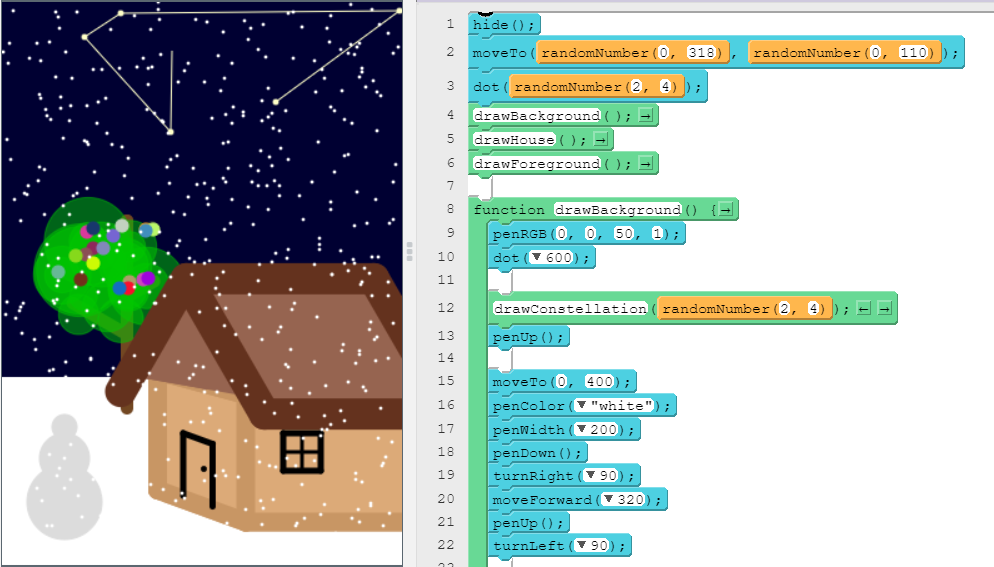 1 hide();
2 moveTo(randomNumber(0, 318), randomNumber(0, 110));
3 dot(randomNumber(2, 4));
4 drawBackground(); →
5 drawHouse(); →
6 drawForeground(); →
7
8 function drawBackground() { →
9 penRGB(0, 0, 50, 1);
10 dot(▼ 600);
11
12 drawConstellation(randomNumber(2, 4)); ← →
13 penUp();
14
15 moveTo(0, 400);
16 penColor(▼ "white");
17 penWidth(▼ 200);
18 penDown();
19 turnRight(▼ 90);
20 moveForward(▼ 320);
21 penUp();
22 turnLeft(▼ 90);